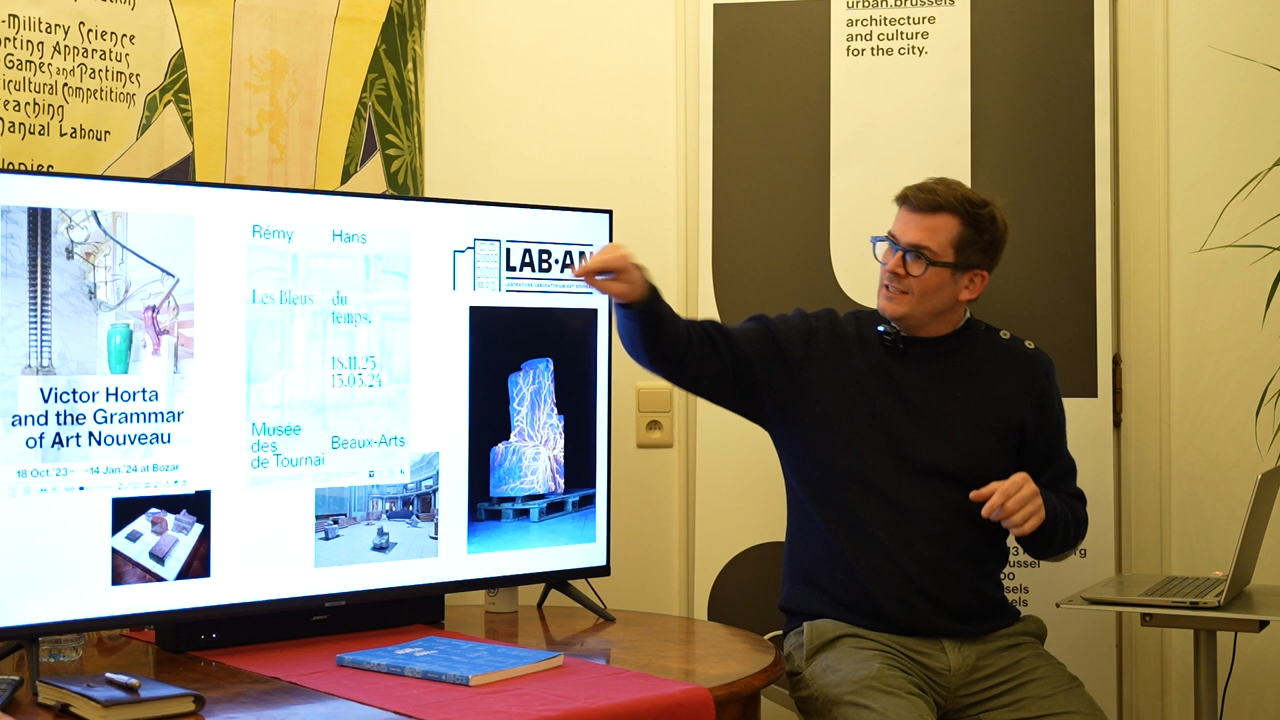 -Military Science
orting Apparatus
Games and Pastimes
icultural Competitions
eaching
Manual Labour
urban.brussels
architecture
and culture
for the city.
Victor Horta
and the Grammar
of Art Nouveau
18 Oct.'23 – 14 Jan.'24 at Bozar
Rémy Hans
Les Bleus du
temps.
18.11.23
13.03.24
Musée
des Beaux-Arts
de Tournai
LAB·AN